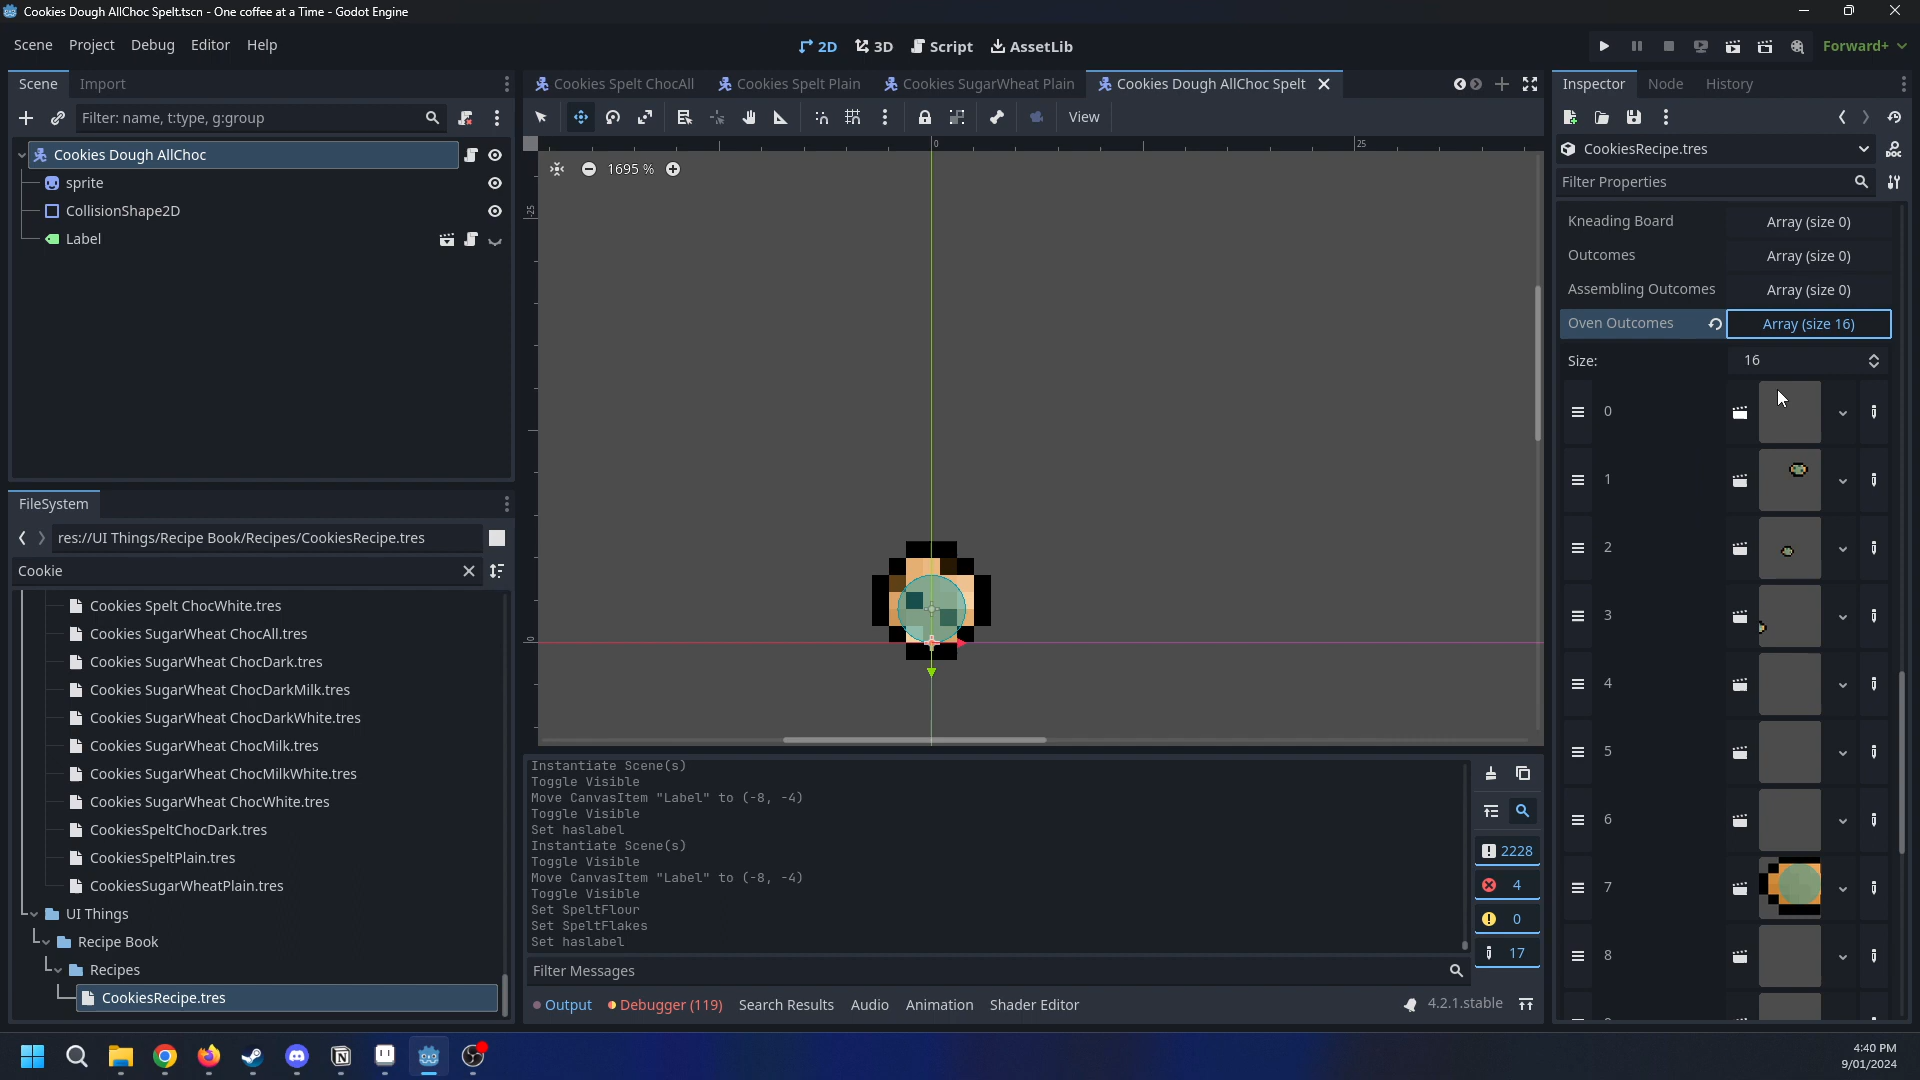 Cookies Dough AllChoc Spelt.tscn - One coffee at a Time - Godot Engine
Scene Project Debug Editor Help
2D 3D Script AssetLib
Forward+
Scene Import
Filter: name, t:type, g:group
Cookies Dough AllChoc
sprite
CollisionShape2D
Label
FileSystem
res://UI Things/Recipe Book/Recipes/CookiesRecipe.tres
Cookie
Cookies Spelt ChocWhite.tres
Cookies SugarWheat ChocAll.tres
Cookies SugarWheat ChocDark.tres
Cookies SugarWheat ChocDarkMilk.tres
Cookies SugarWheat ChocDarkWhite.tres
Cookies SugarWheat ChocMilk.tres
Cookies SugarWheat ChocMilkWhite.tres
Cookies SugarWheat ChocWhite.tres
CookiesSpeltChocDark.tres
CookiesSpeltPlain.tres
CookiesSugarWheatPlain.tres
UI Things
Recipe Book
Recipes
CookiesRecipe.tres
Cookies Spelt ChocAll Cookies Spelt Plain Cookies SugarWheat Plain Cookies Dough AllChoc Spelt
View
0 25
-25
0
1695 %
Instantiate Scene(s)
Toggle Visible
Move CanvasItem "Label" to (-8, -4)
Toggle Visible
Set haslabel
Instantiate Scene(s)
Toggle Visible
Move CanvasItem "Label" to (-8, -4)
Toggle Visible
Set SpeltFlour
Set SpeltFlakes
Set haslabel
2228
4
0
17
Filter Messages
Output Debugger (119) Search Results Audio Animation Shader Editor
4.2.1.stable
Inspector Node History
CookiesRecipe.tres
Filter Properties
Kneading Board Array (size 0)
Outcomes Array (size 0)
Assembling Outcomes Array (size 0)
Oven Outcomes Array (size 16)
Size: 16
0
1
2
3
4
5
6
7
8
4:40 PM
9/01/2024